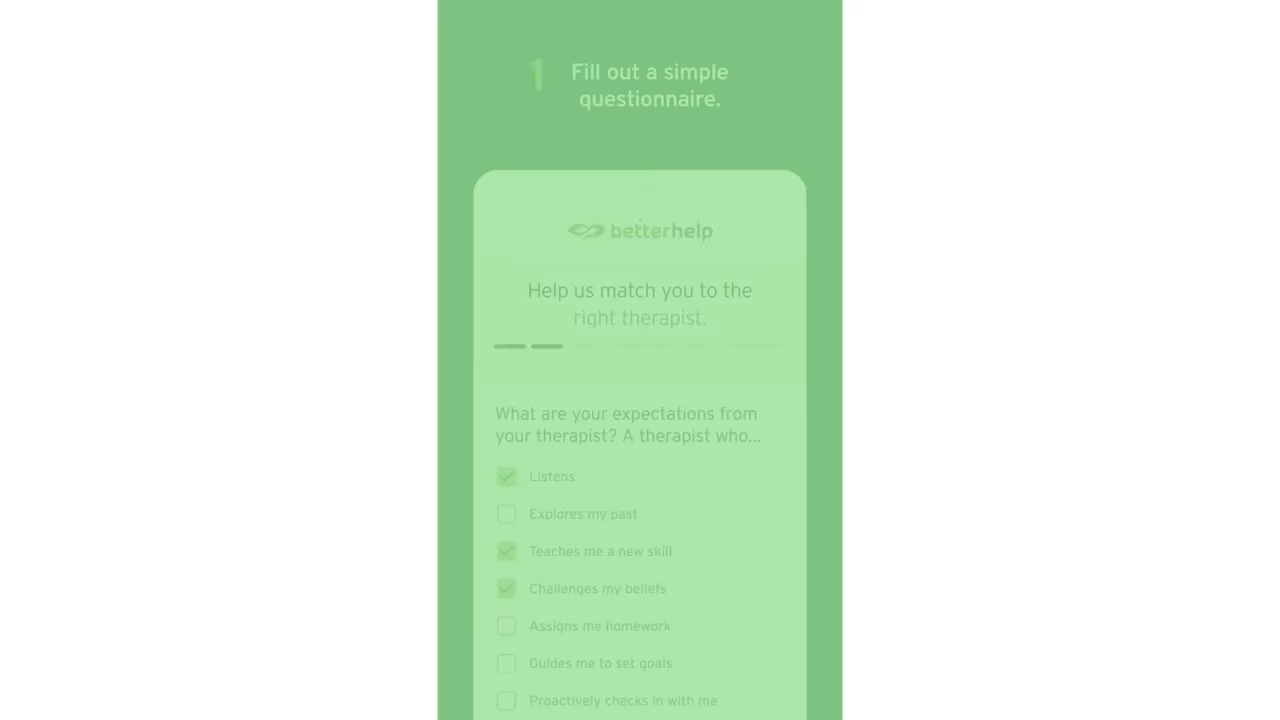 1 Fill out a simple
questionnaire.
betterhelp
Help us match you to the
right therapist.
What are your expectations from
your therapist? A therapist who...
Listens
Explores my past
Teaches me a new skill
Challenges my beliefs
Assigns me homework
Guides me to set goals
Proactively checks in with me